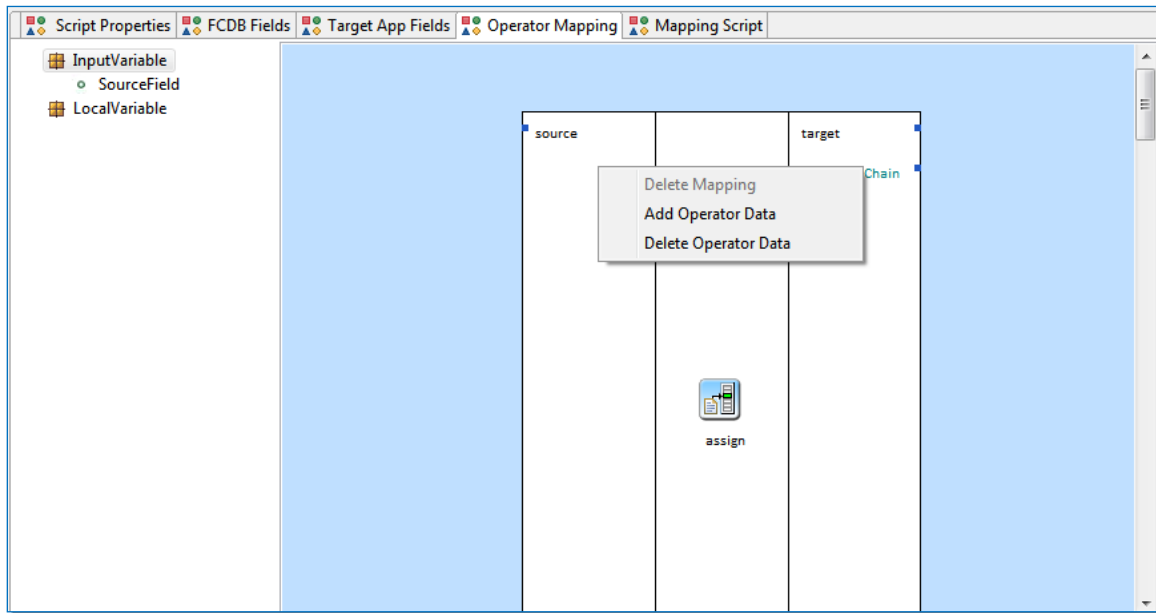 Script Properties FCDB Fields Target App Fields Operator Mapping Mapping Script
InputVariable
SourceField
LocalVariable
source target
Chain
Delete Mapping
Add Operator Data
Delete Operator Data
assign